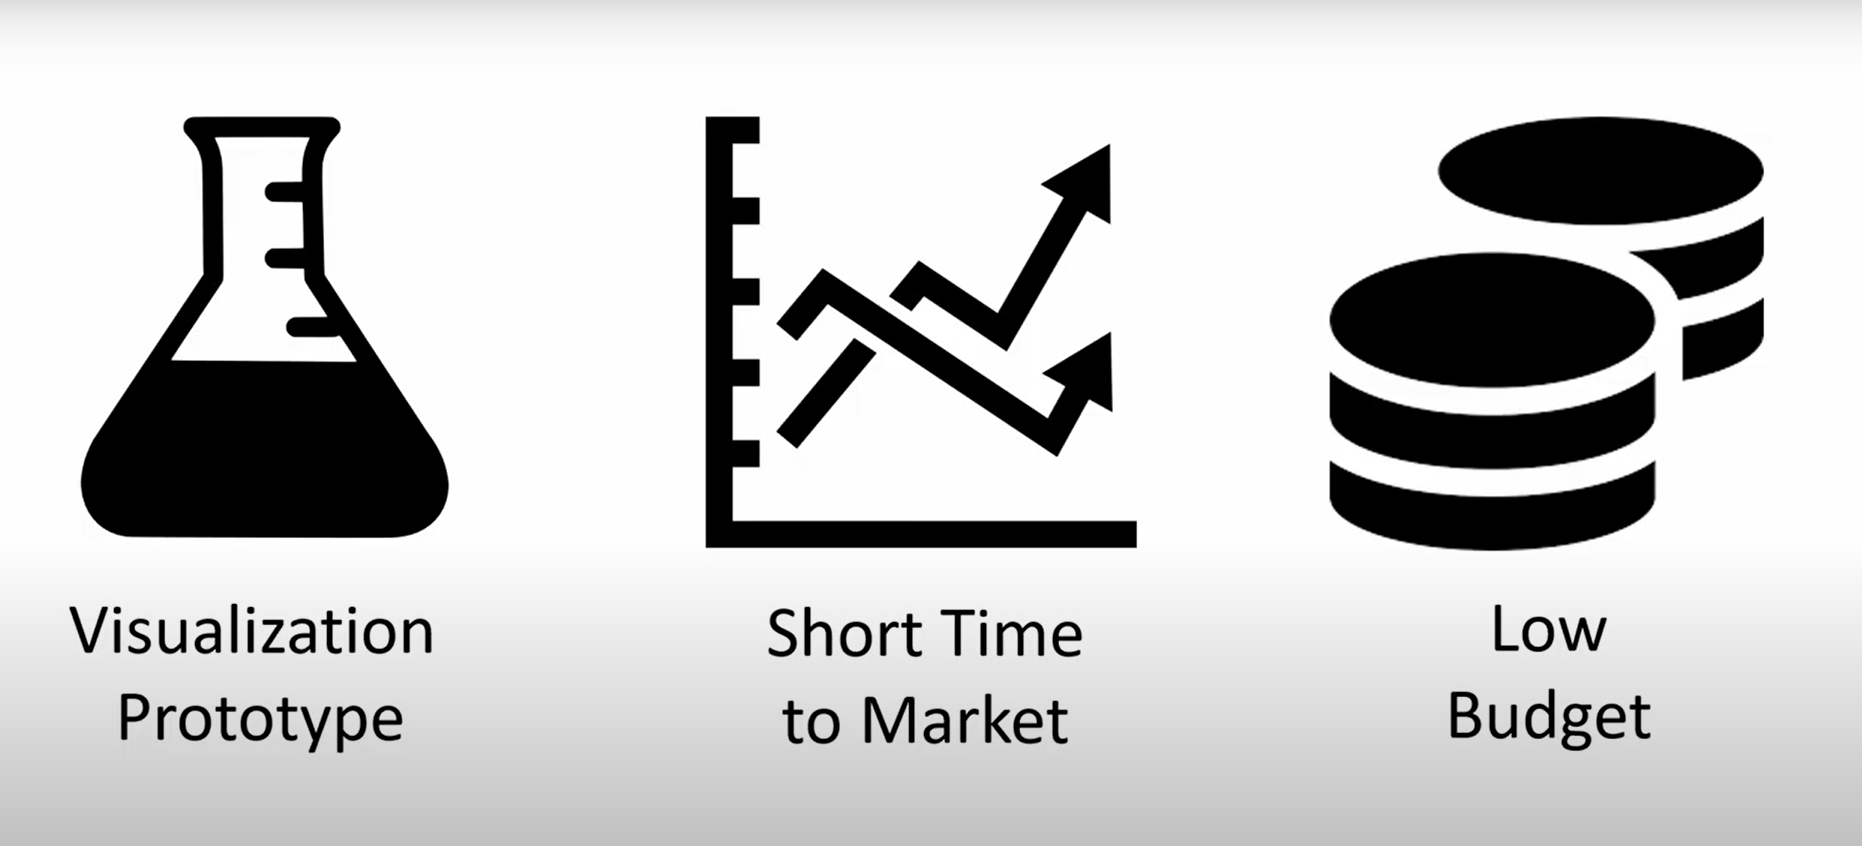 Visualization
Prototype
Short Time
to Market
Low
Budget